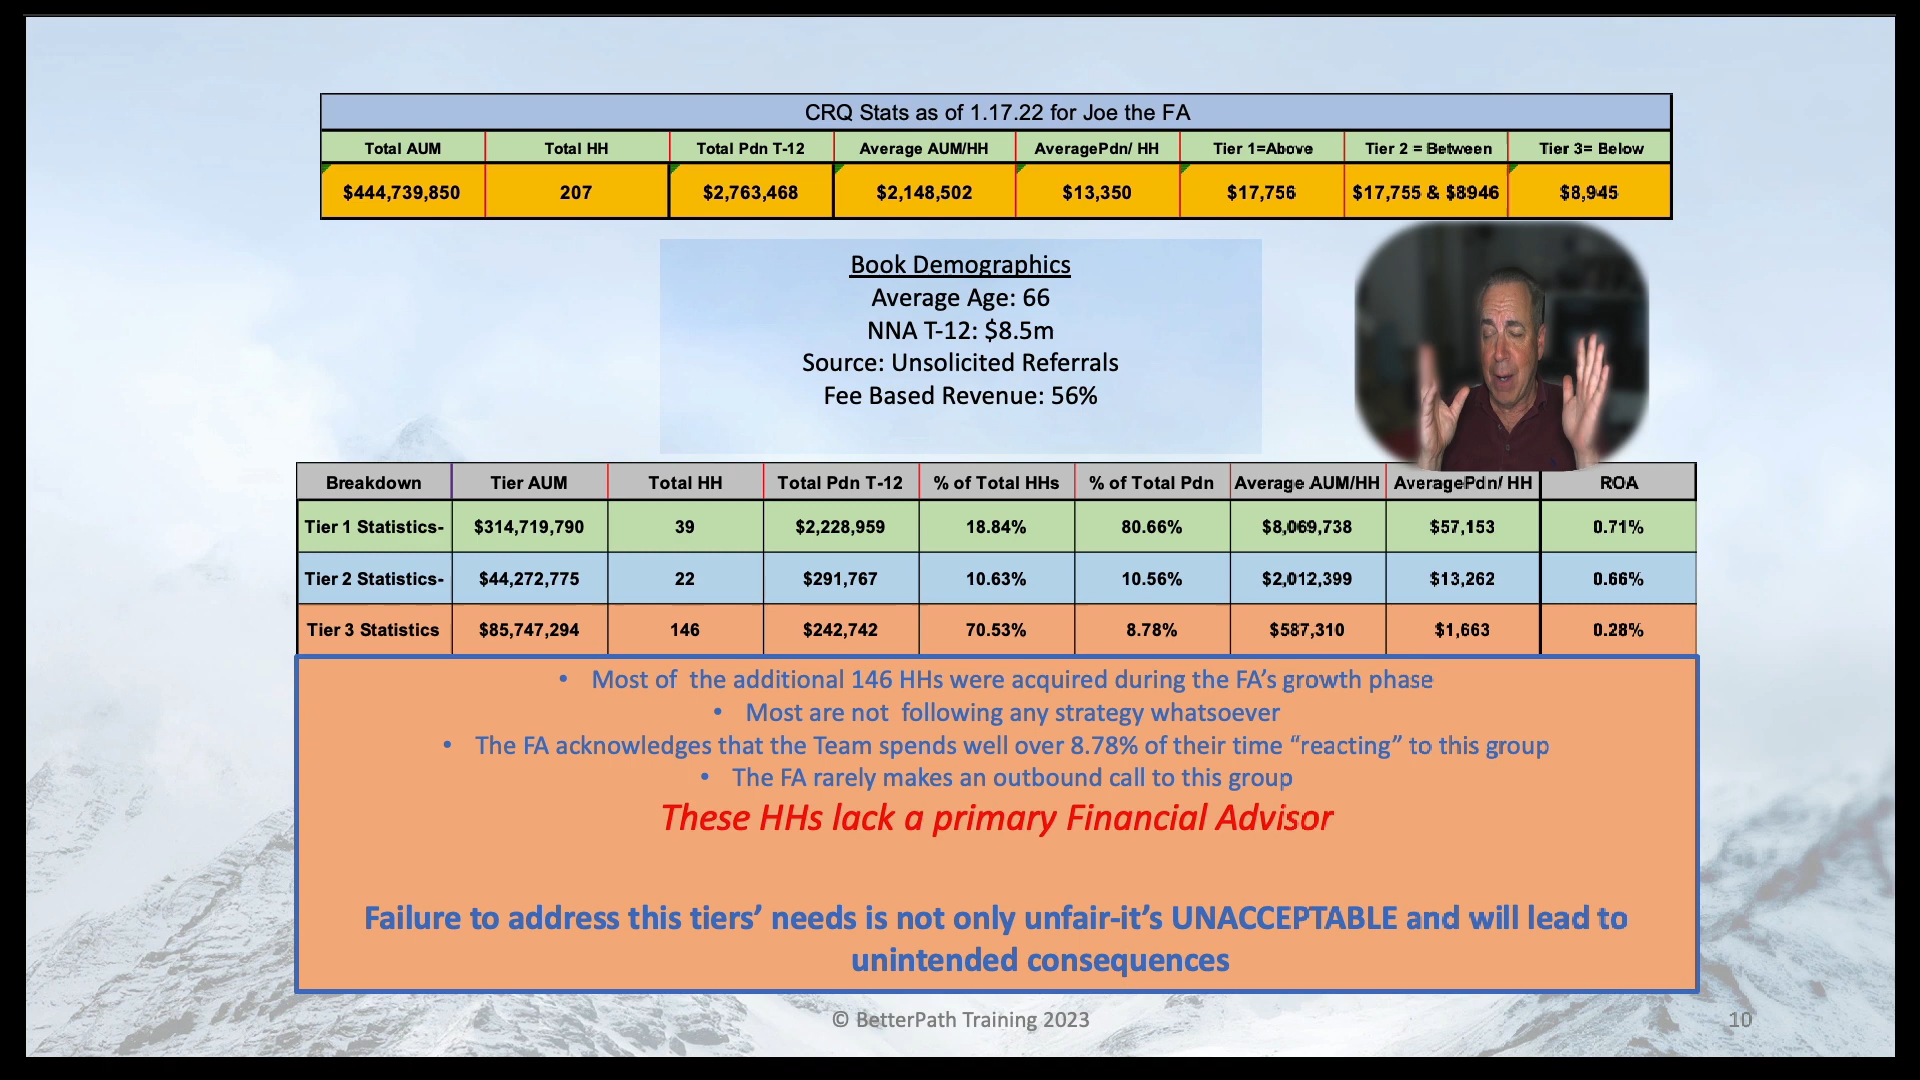 CRQ Stats as of 1.17.22 for Joe the FA
Total AUM Total HH Total Pdn T-12 Average AUM/HH AveragePdn/ HH Tier 1=Above Tier 2 = Between Tier 3= Below
$444,739,850 207 $2,763,468 $2,148,502 $13,350 $17,756 $17,755 & $8946 $8,945
Book Demographics
Average Age: 66
NNA T-12: $8.5m
Source: Unsolicited Referrals
Fee Based Revenue: 56%
Breakdown Tier AUM Total HH Total Pdn T-12 % of Total HHs % of Total Pdn Average AUM/HH AveragePdn/ HH ROA
Tier 1 Statistics- $314,719,790 39 $2,228,959 18.84% 80.66% $8,069,738 $57,153 0.71%
Tier 2 Statistics- $44,272,775 22 $291,767 10.63% 10.56% $2,012,399 $13,262 0.66%
Tier 3 Statistics $85,747,294 146 $242,742 70.53% 8.78% $587,310 $1,663 0.28%
• Most of the additional 146 HHs were acquired during the FA’s growth phase
• Most are not following any strategy whatsoever
• The FA acknowledges that the Team spends well over 8.78% of their time “reacting” to this group
• The FA rarely makes an outbound call to this group
These HHs lack a primary Financial Advisor
Failure to address this tiers’ needs is not only unfair-it’s UNACCEPTABLE and will lead to
unintended consequences
© BetterPath Training 2023
10